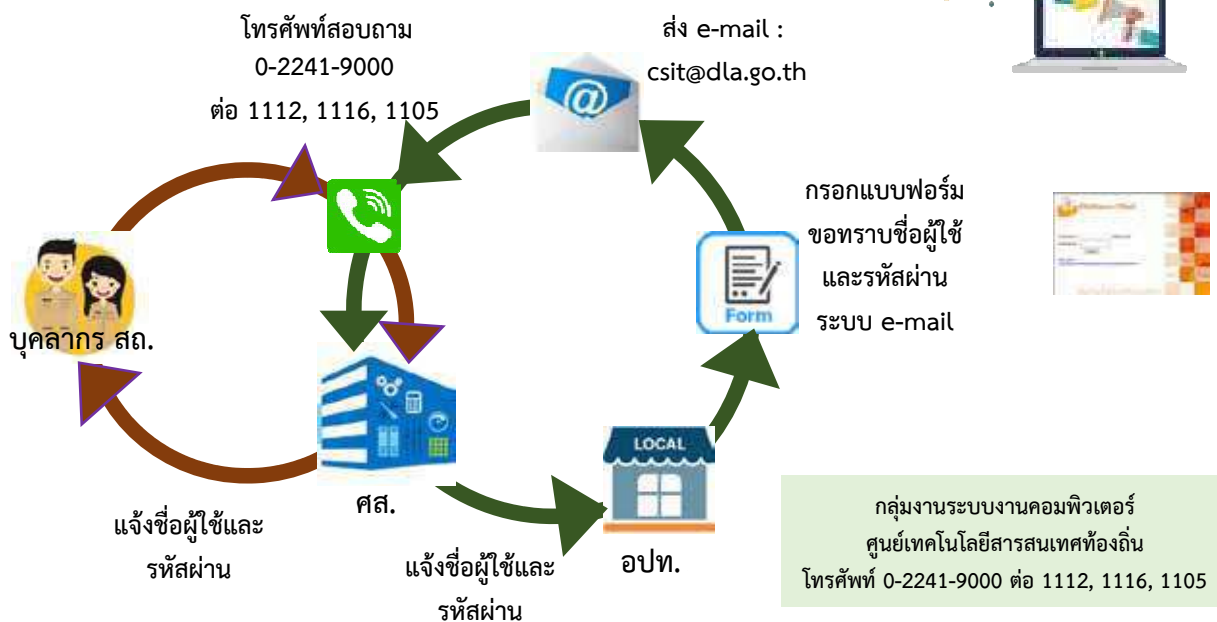 โทรศัพท์สอบถาม
0-2241-9000
ต่อ 1112, 1116, 1105
ส่ง e-mail :
csit@dla.go.th
@
กรอกแบบฟอร์ม
ขอทราบชื่อผู้ใช้
และรหัสผ่าน
ระบบ e-mail
Form
บุคลากร สถ.
LOCAL
ศส.
อปท.
แจ้งชื่อผู้ใช้และ
รหัสผ่าน
แจ้งชื่อผู้ใช้และ
รหัสผ่าน
กลุ่มงานระบบงานคอมพิวเตอร์
ศูนย์เทคโนโลยีสารสนเทศท้องถิ่น
โทรศัพท์ 0-2241-9000 ต่อ 1112, 1116, 1105